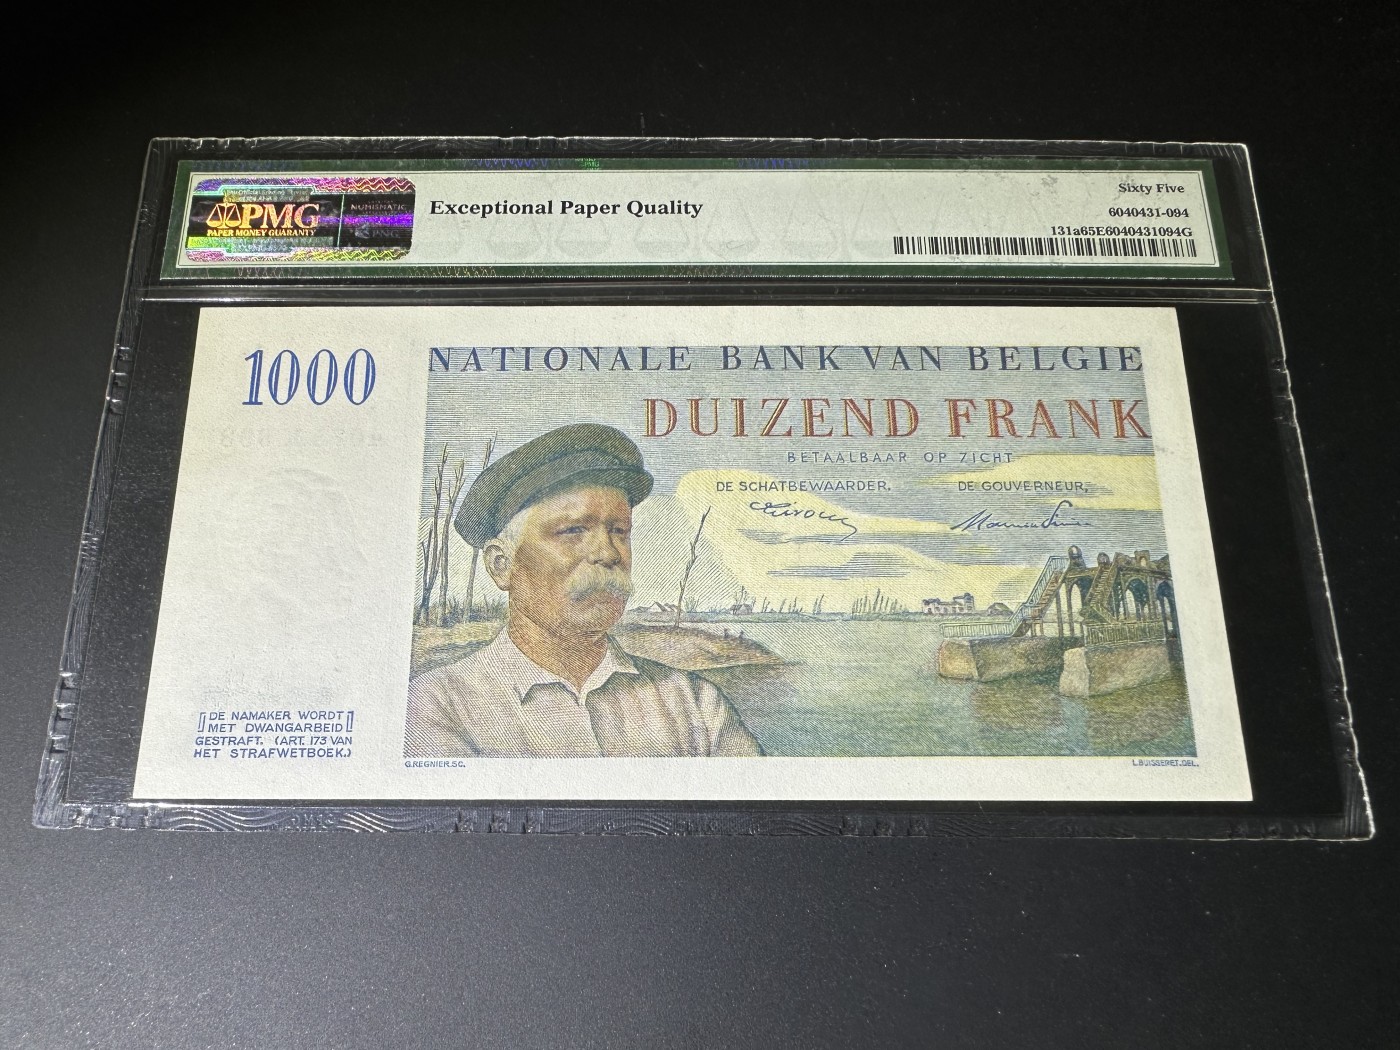 PMG
PAPER MONEY GUARANTY
NUMISMATIC
Exceptional Paper Quality
Sixty Five
6040431-094
131a65E6040431094G
1000
NATIONALE BANK VAN BELGIE
DUIZEND FRANK
BETAALBAAR OP ZICHT
DE SCHATBEWAARDER,
DE GOUVERNEUR,
DE NAMAKER WORDT
MET DWANGARBEID
GESTRAFT. (ART. 173 VAN
HET STRAFWETBOEK.)
G.REGNIER.SC.
L.BUISSERET.DEL.